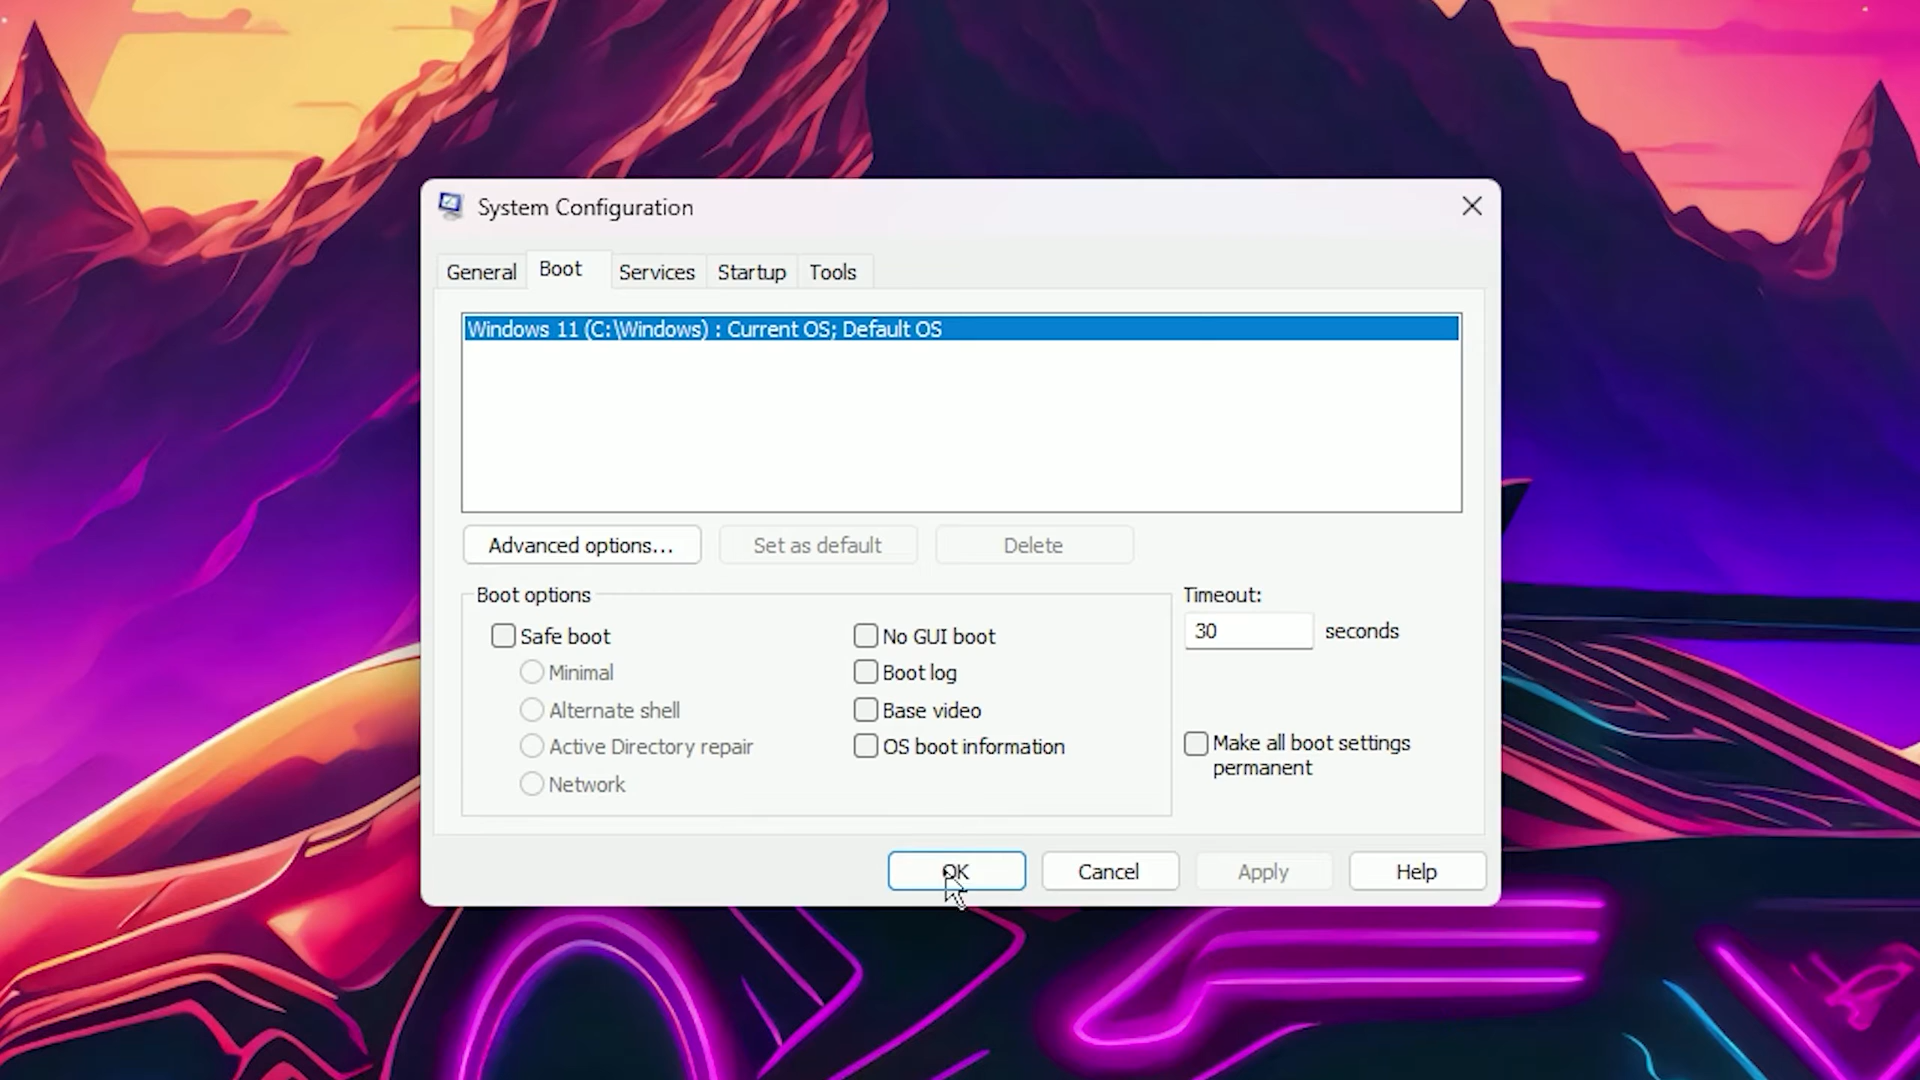 System Configuration
General Boot Services Startup Tools
Windows 11 (C:\Windows) : Current OS; Default OS
Advanced options... Set as default Delete
Boot options
Timeout:
Safe boot No GUI boot
30 seconds
Minimal Boot log
Alternate shell Base video
Active Directory repair OS boot information
Make all boot settings
permanent
Network
OK Cancel Apply Help